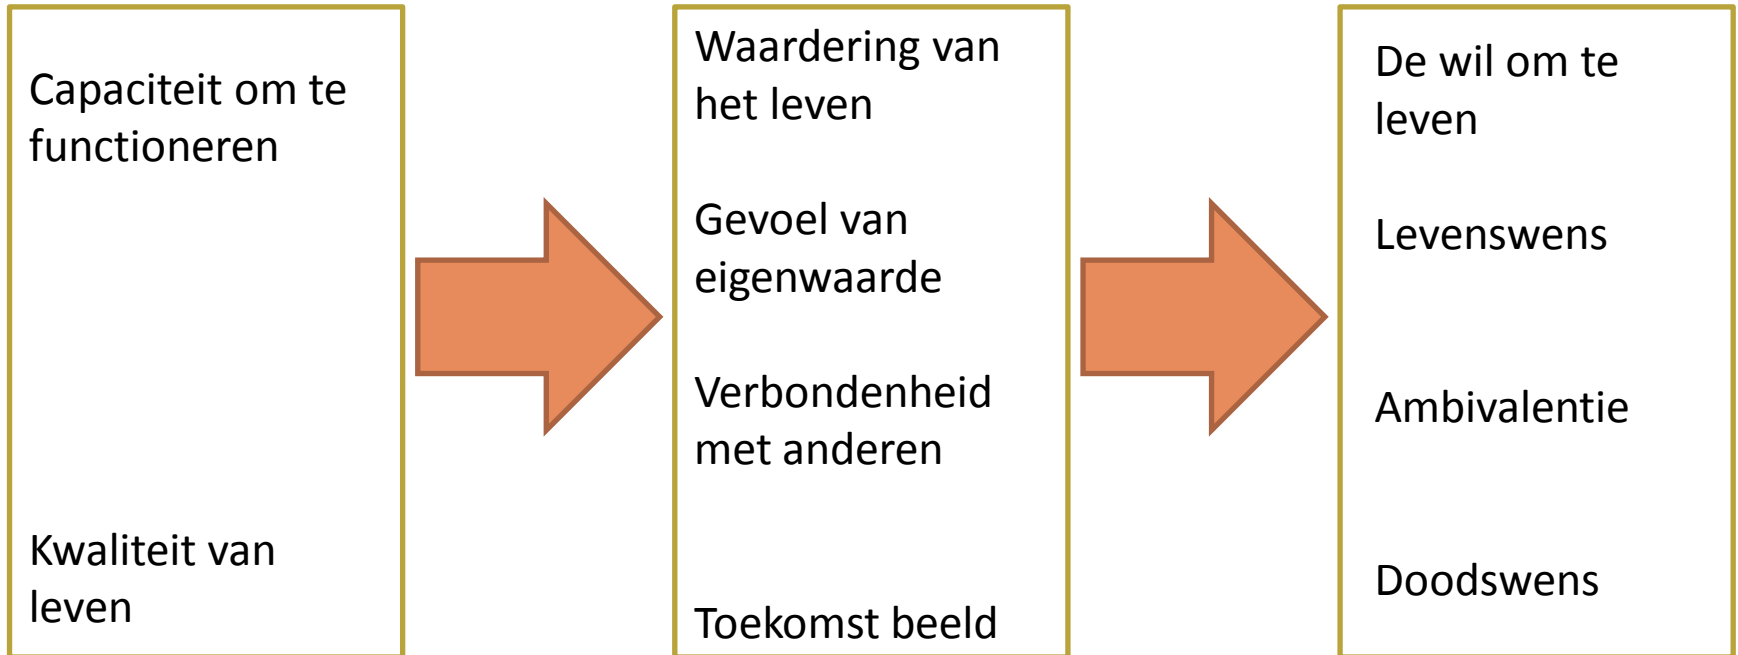 Capaciteit om te
functioneren
Kwaliteit van
leven
Waardering van
het leven
Gevoel van
eigenwaarde
Verbondenheid
met anderen
Toekomst beeld
De wil om te
leven
Levenswens
Ambivalentie
Doodswens